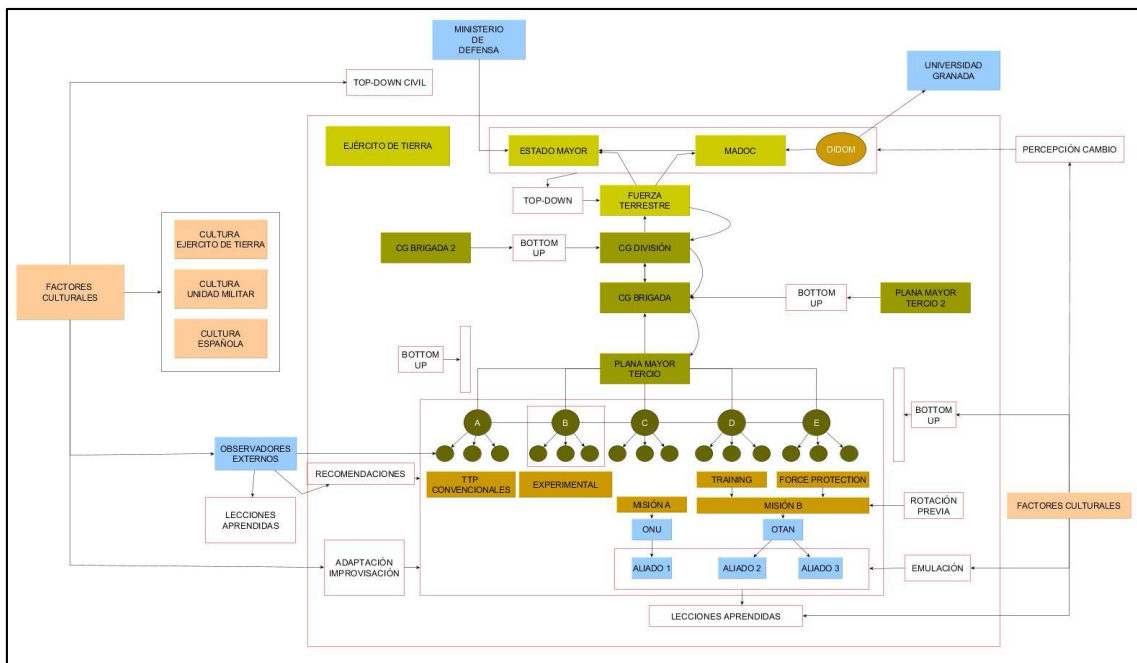 MINISTERIO
DE
DEFENSA
UNIVERSIDAD
GRANADA
TOP-DOWN CIVIL
EJÉRCITO DE TIERRA
ESTADO MAYOR
MADOC
DIDOM
PERCEPCIÓN CAMBIO
TOP-DOWN
FUERZA
TERRESTRE
CULTURA
EJERCITO DE TIERRA
CG BRIGADA 2
BOTTOM
UP
CG DIVISIÓN
FACTORES
CULTURALES
CULTURA
UNIDAD MILITAR
CG BRIGADA
BOTTOM
UP
PLANA MAYOR
TERCIO 2
CULTURA
ESPAÑOLA
BOTTOM
UP
PLANA MAYOR
TERCIO
A
B
C
D
E
BOTTOM
UP
OBSERVADORES
EXTERNOS
RECOMENDACIONES
TTP
CONVENCIONALES
EXPERIMENTAL
TRAINING
FORCE PROTECTION
LECCIONES
APRENDIDAS
MISIÓN A
MISIÓN B
ROTACIÓN
PREVIA
FACTORES CULTURALES
ONU
OTAN
ADAPTACIÓN
IMPROVISACIÓN
ALIADO 1
ALIADO 2
ALIADO 3
EMULACIÓN
LECCIONES APRENDIDAS